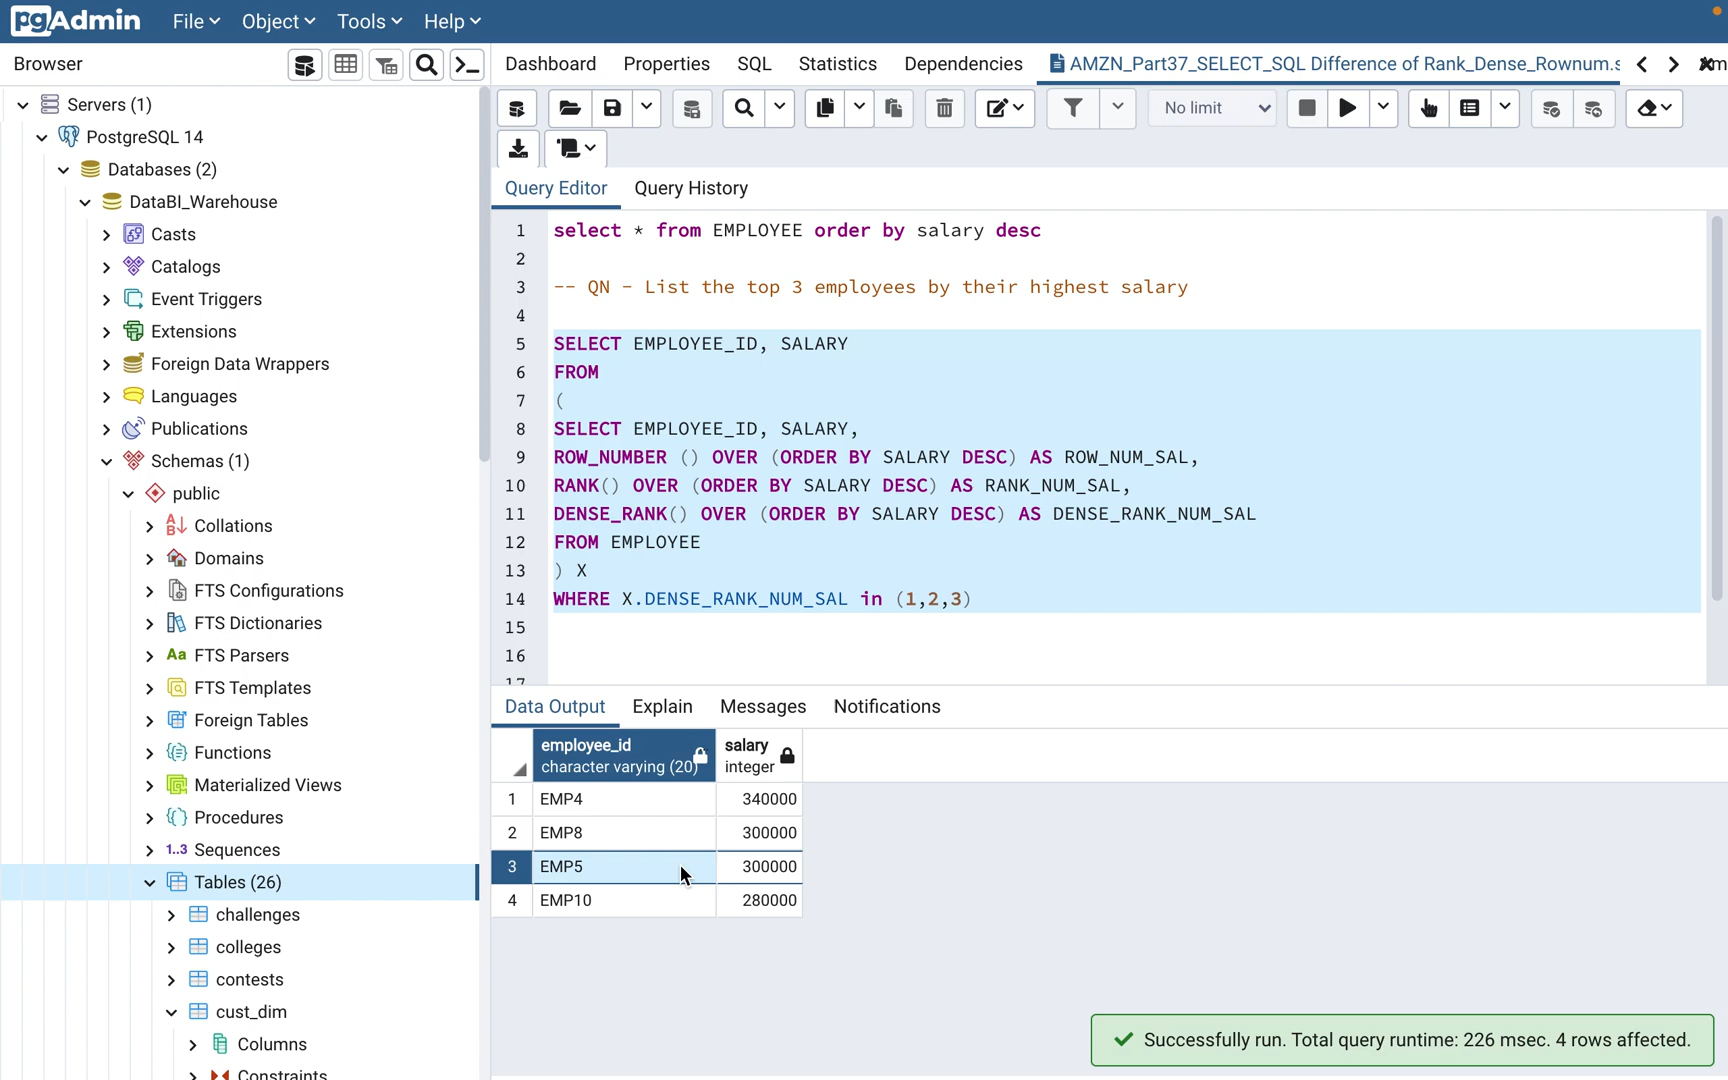 pgAdmin File Object Tools Help
Browser
Dashboard Properties SQL Statistics Dependencies AMZN_Part37_SELECT_SQL Difference of Rank_Dense_Rownum.s
No limit
Servers (1)
PostgreSQL 14
Databases (2)
DataBI_Warehouse
Casts
Catalogs
Event Triggers
Extensions
Foreign Data Wrappers
Languages
Publications
Schemas (1)
public
Collations
Domains
FTS Configurations
FTS Dictionaries
Aa FTS Parsers
FTS Templates
Foreign Tables
Functions
Materialized Views
Procedures
1..3 Sequences
Tables (26)
challenges
colleges
contests
cust_dim
Columns
Constraints
Query Editor Query History
1 select * from EMPLOYEE order by salary desc
2
3 -- QN - List the top 3 employees by their highest salary
4
5 SELECT EMPLOYEE_ID, SALARY
6 FROM
7 (
8 SELECT EMPLOYEE_ID, SALARY,
9 ROW_NUMBER () OVER (ORDER BY SALARY DESC) AS ROW_NUM_SAL,
10 RANK() OVER (ORDER BY SALARY DESC) AS RANK_NUM_SAL,
11 DENSE_RANK() OVER (ORDER BY SALARY DESC) AS DENSE_RANK_NUM_SAL
12 FROM EMPLOYEE
13 ) X
14 WHERE X.DENSE_RANK_NUM_SAL in (1,2,3)
15
16
17
Data Output Explain Messages Notifications
employee_id salary
character varying (20) integer
1 EMP4 340000
2 EMP8 300000
3 EMP5 300000
4 EMP10 280000
Successfully run. Total query runtime: 226 msec. 4 rows affected.